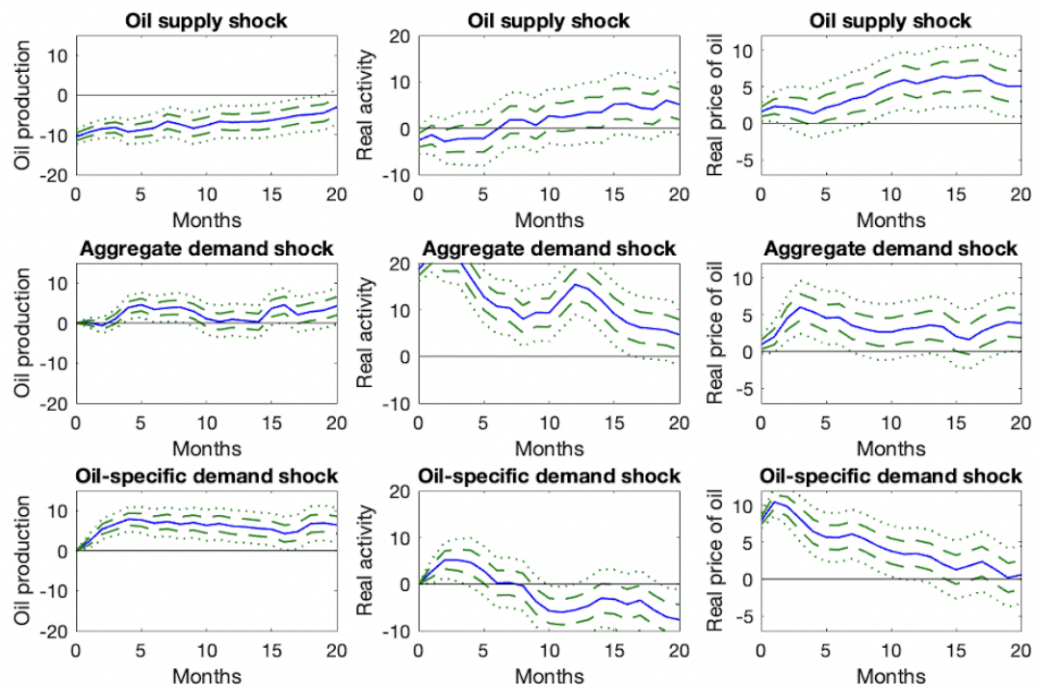 Oil supply shock
Oil production
15
0
-10
-20
0 5 10 15 20
Months
Oil supply shock
Real activity
20
10
0
-10
0 5 10 15 20
Months
Oil supply shock
Real price of oil
10
5
0
-5
0 5 10 15 20
Months
Aggregate demand shock
Oil production
10
0
-10
-20
0 5 10 15 20
Months
Aggregate demand shock
Real activity
20
10
0
-10
0 5 10 15 20
Months
Aggregate demand shock
Real price of oil
10
5
0
-5
0 5 10 15 20
Months
Oil-specific demand shock
Oil production
10
0
-10
-20
0 5 10 15 20
Months
Oil-specific demand shock
Real activity
20
10
0
-10
0 5 10 15 20
Months
Oil-specific demand shock
Real price of oil
10
5
0
-5
0 5 10 15 20
Months